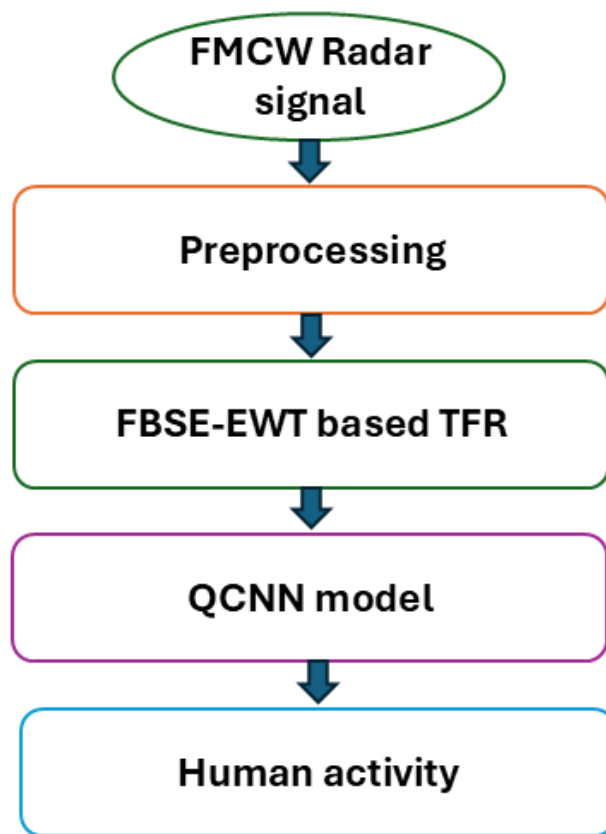 FMCW Radar
signal
Preprocessing
FBSE-EWT based TFR
QCNN model
Human activity